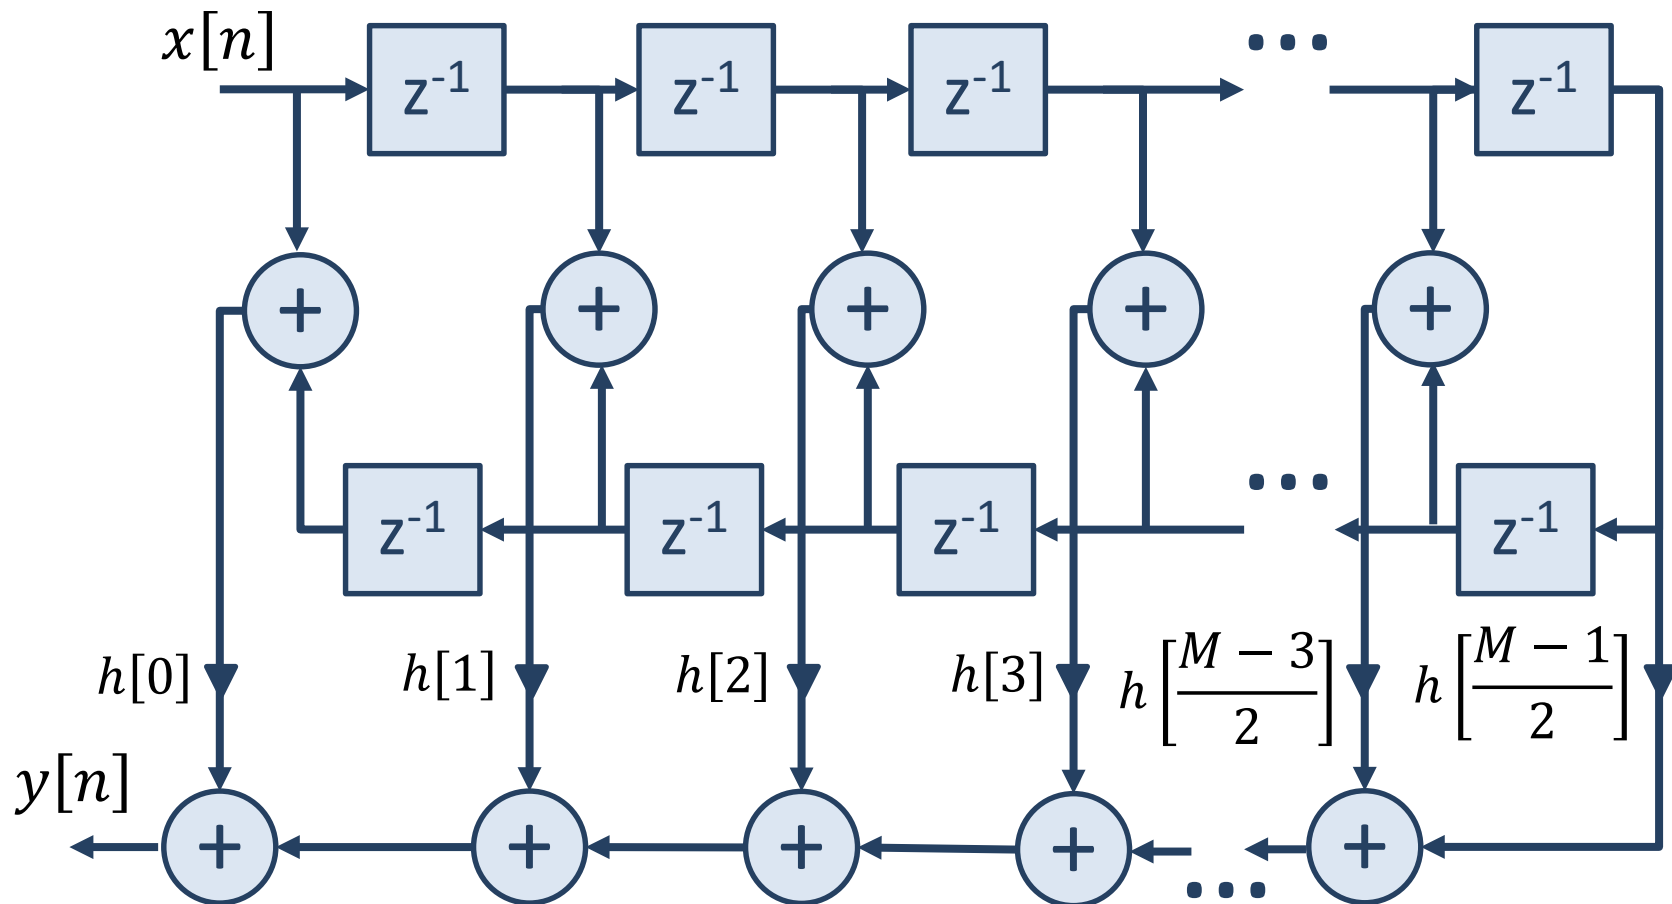 x[n]
z⁻¹ z⁻¹ z⁻¹ ... z⁻¹
+ + + + +
z⁻¹ z⁻¹ z⁻¹ ... z⁻¹
h[0] h[1] h[2] h[3] h[(M − 3)/2] h[(M − 1)/2]
y[n]
+ + + + ... +